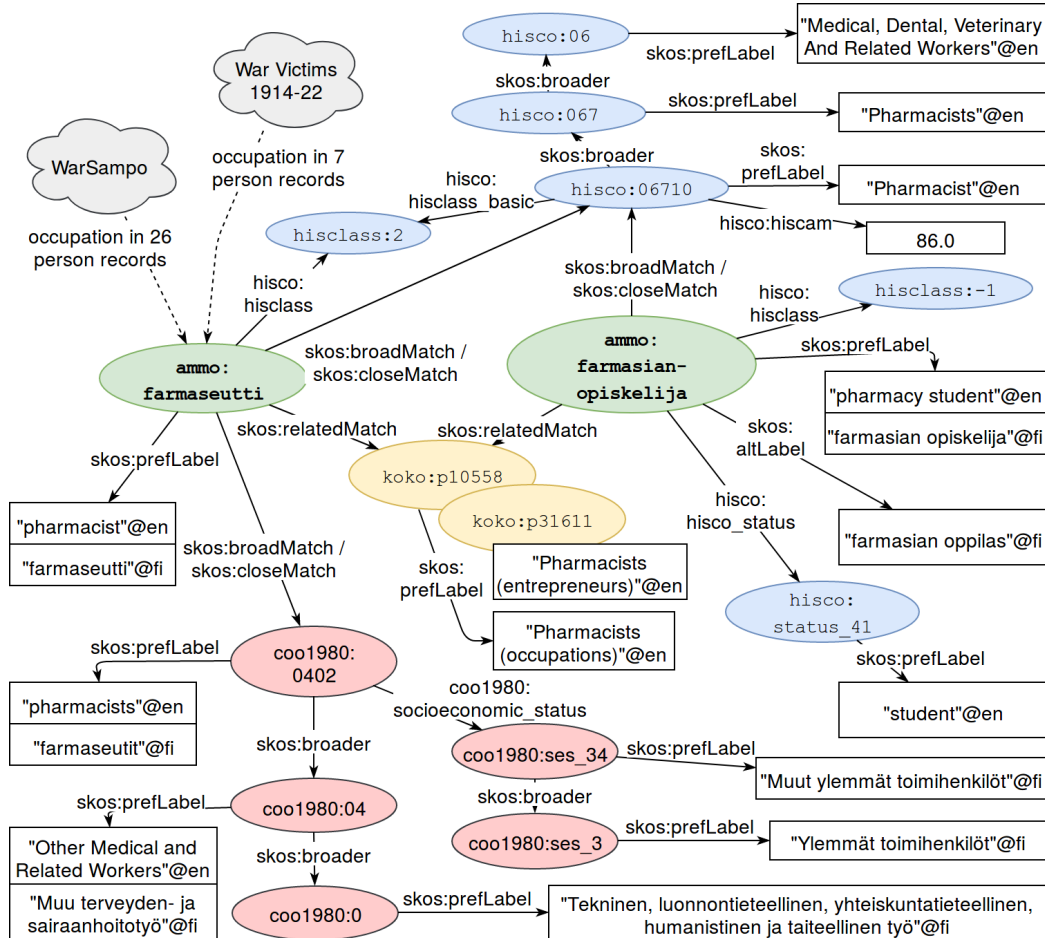 hisco:06
skos:prefLabel
"Medical, Dental, Veterinary
And Related Workers"@en
War Victims
1914-22
skos:broader
hisco:067
skos:prefLabel
"Pharmacists"@en
WarSampo
occupation in 7
person records
skos:broader
hisco:
hisclass_basic
hisco:06710
skos:
prefLabel
"Pharmacist"@en
hisclass:2
hisco:hiscam
86.0
occupation in 26
person records
hisco:
hisclass
skos:broadMatch /
skos:closeMatch
hisco:
hisclass
hisclass:-1
ammo:
farmaseutti
skos:broadMatch /
skos:closeMatch
ammo:
farmasian-
opiskelija
skos:prefLabel
"pharmacy student"@en
"farmasian opiskelija"@fi
skos:relatedMatch
skos:relatedMatch
skos:
altLabel
skos:prefLabel
koko:p10558
koko:p31611
hisco:
hisco_status
"pharmacist"@en
"farmaseutti"@fi
"farmasian oppilas"@fi
skos:broadMatch /
skos:closeMatch
skos:
prefLabel
"Pharmacists
(entrepreneurs)"@en
hisco:
status_41
"Pharmacists
(occupations)"@en
skos:prefLabel
coo1980:
0402
skos:prefLabel
"pharmacists"@en
"farmaseutit"@fi
coo1980:
socioeconomic_status
"student"@en
skos:broader
coo1980:ses_34
skos:prefLabel
"Muut ylemmät toimihenkilöt"@fi
skos:prefLabel
coo1980:04
skos:broader
"Other Medical and
Related Workers"@en
"Muu terveyden- ja
sairaanhoitotyö"@fi
coo1980:ses_3
skos:prefLabel
"Ylemmät toimihenkilöt"@fi
skos:broader
coo1980:0
skos:prefLabel
"Tekninen, luonnontieteellinen, yhteiskuntatieteellinen,
humanistinen ja taiteellinen työ"@fi